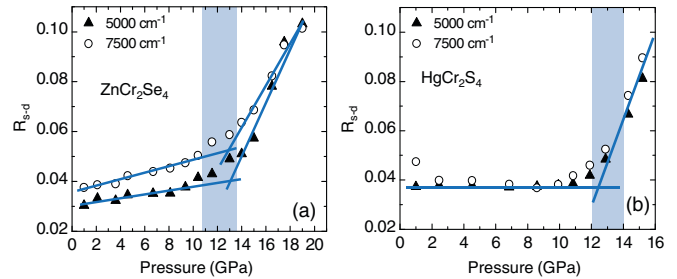 ▲ 5000 cm⁻¹
○ 7500 cm⁻¹
ZnCr₂Se₄
(a)
R_{s-d}
0.10
0.08
0.06
0.04
0.02
0 2 4 6 8 10 12 14 16 18 20
Pressure (GPa)
▲ 5000 cm⁻¹
○ 7500 cm⁻¹
HgCr₂S₄
(b)
R_{s-d}
0.10
0.08
0.06
0.04
0.02
0 2 4 6 8 10 12 14 16
Pressure (GPa)